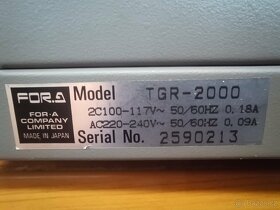 FOR.A
FOR·A
COMPANY
LIMITED
MADE IN JAPAN
Model TGR-2000
2C100-117V~ 50/60HZ 0.18A
AC220-240V~ 50/60HZ 0.09A
Serial No. 2590213